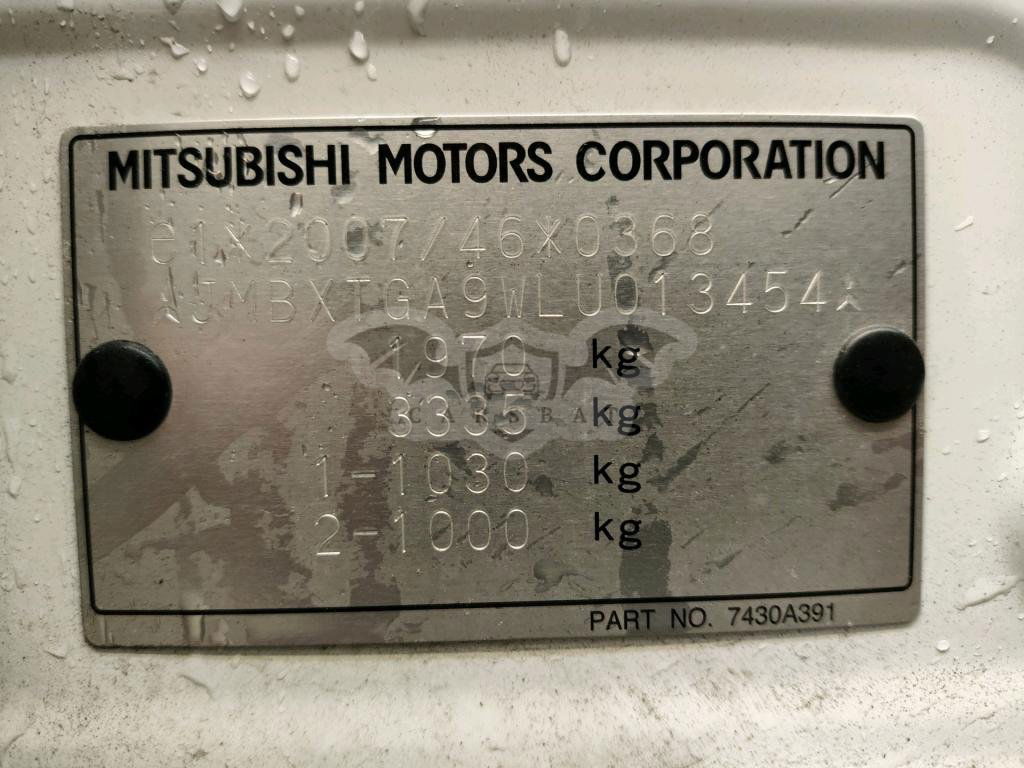 MITSUBISHI MOTORS CORPORATION
e1*2007/46*0368
*JMBXTGA9WLU013454*
1970 kg
3335 kg
CARSBA
1-1030 kg
2-1000 kg
PART NO. 7430A391